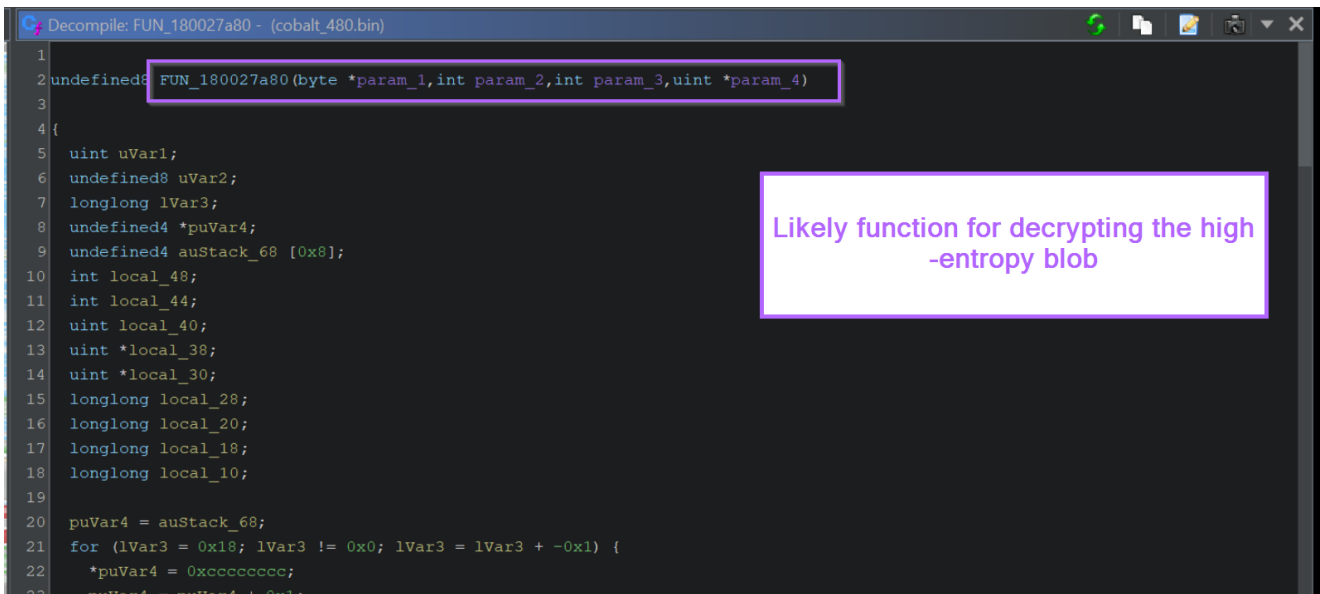 Decompile: FUN_180027a80 - (cobalt_480.bin)
1
2 undefined8 FUN_180027a80(byte *param_1,int param_2,int param_3,uint *param_4)
3
4 {
5 uint uVar1;
6 undefined8 uVar2;
7 longlong lVar3;
8 undefined4 *puVar4;
9 undefined4 auStack_68 [0x8];
10 int local_48;
11 int local_44;
12 uint local_40;
13 uint *local_38;
14 uint *local_30;
15 longlong local_28;
16 longlong local_20;
17 longlong local_18;
18 longlong local_10;
19
20 puVar4 = auStack_68;
21 for (lVar3 = 0x18; lVar3 != 0x0; lVar3 = lVar3 + -0x1) {
22 *puVar4 = 0xcccccccc;
23 puVar4 = puVar4 + 0x1;
Likely function for decrypting the high
-entropy blob